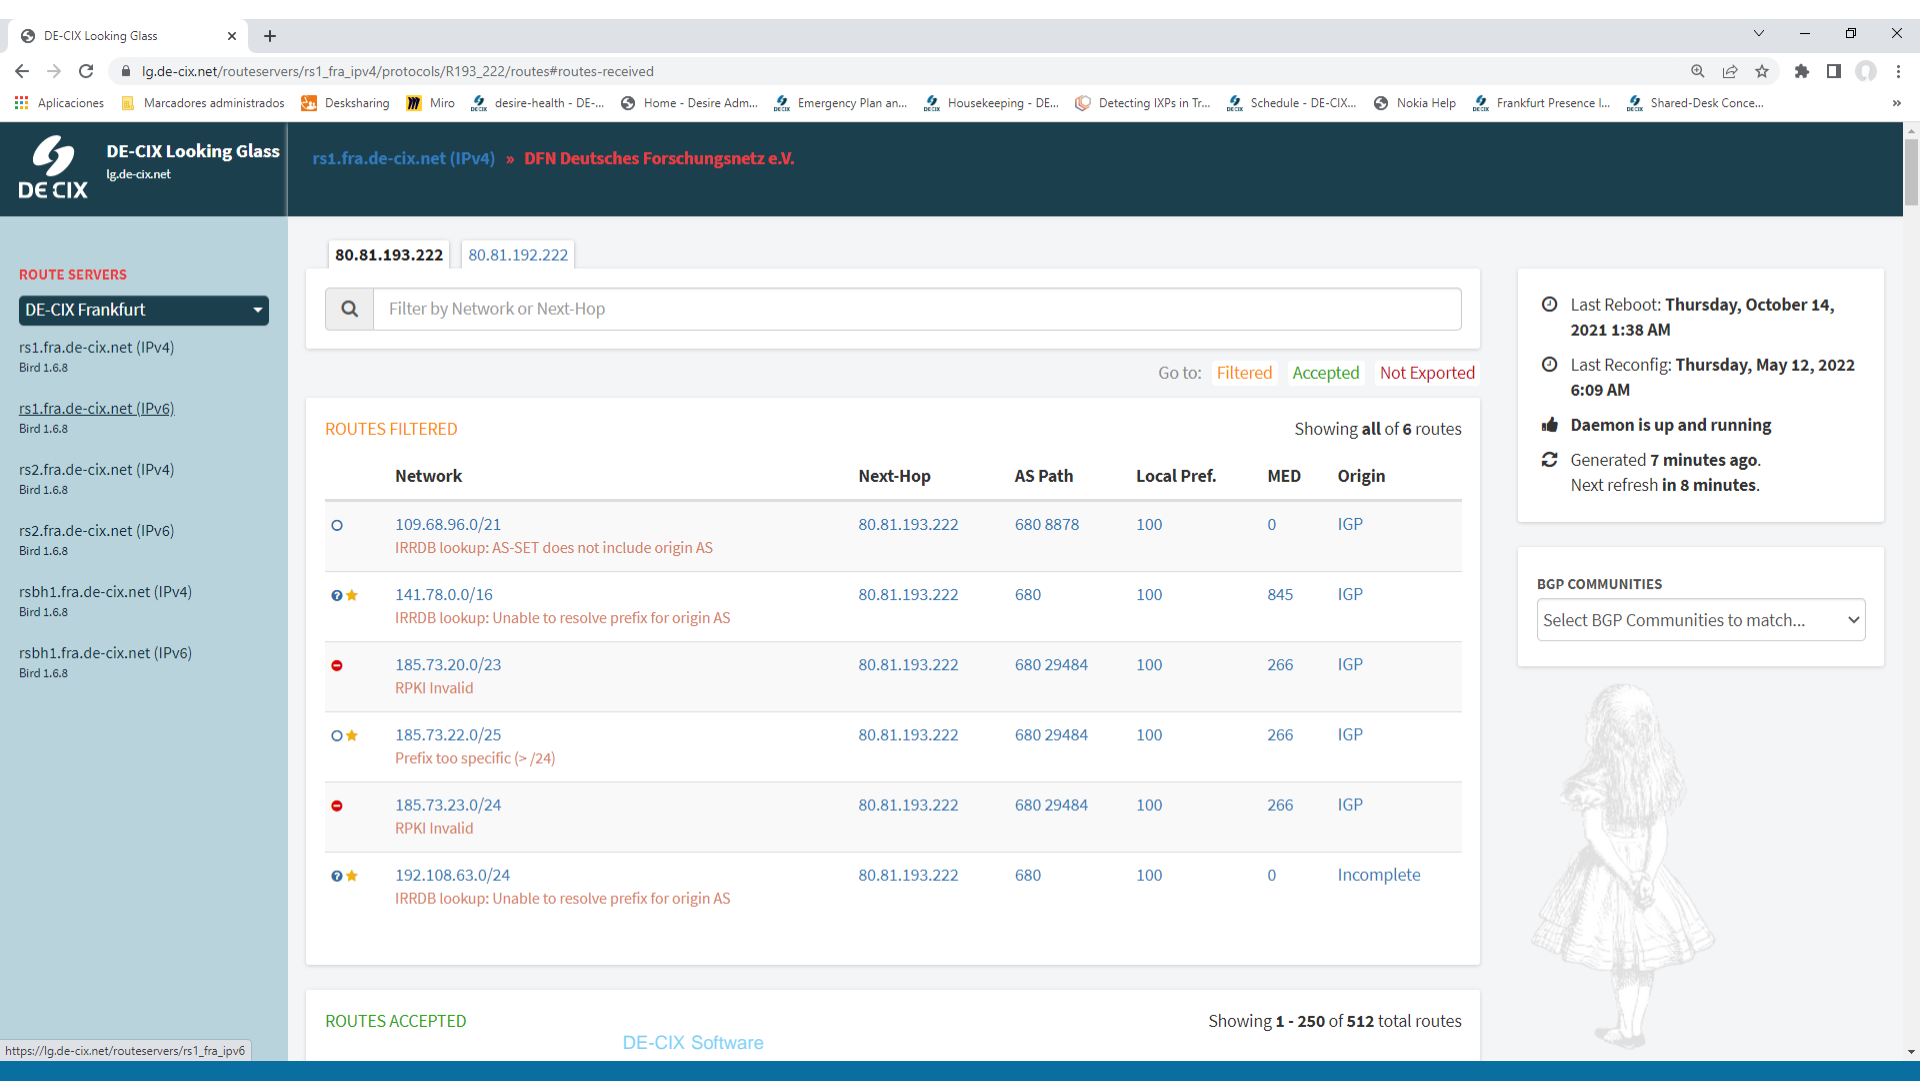 DE-CIX Looking Glass
lg.de-cix.net/routeservers/rs1_fra_ipv4/protocols/R193_222/routes#routes-received
Aplicaciones Marcadores administrados Desksharing Miro desire-health - DE-... Home - Desire Adm... Emergency Plan an... Housekeeping - DE... Detecting IXPs in Tr... Schedule - DE-CIX... Nokia Help Frankfurt Presence I... Shared-Desk Conce... »
DE CIX
DE-CIX Looking Glass
lg.de-cix.net
rs1.fra.de-cix.net (IPv4) » DFN Deutsches Forschungsnetz e.V.
ROUTE SERVERS
DE-CIX Frankfurt
rs1.fra.de-cix.net (IPv4)
Bird 1.6.8
rs1.fra.de-cix.net (IPv6)
Bird 1.6.8
rs2.fra.de-cix.net (IPv4)
Bird 1.6.8
rs2.fra.de-cix.net (IPv6)
Bird 1.6.8
rsbh1.fra.de-cix.net (IPv4)
Bird 1.6.8
rsbh1.fra.de-cix.net (IPv6)
Bird 1.6.8
80.81.193.222 80.81.192.222
Filter by Network or Next-Hop
Go to: Filtered Accepted Not Exported
ROUTES FILTERED Showing all of 6 routes
Network Next-Hop AS Path Local Pref. MED Origin
109.68.96.0/21 80.81.193.222 680 8878 100 0 IGP
IRRDB lookup: AS-SET does not include origin AS
141.78.0.0/16 80.81.193.222 680 100 845 IGP
IRRDB lookup: Unable to resolve prefix for origin AS
185.73.20.0/23 80.81.193.222 680 29484 100 266 IGP
RPKI Invalid
185.73.22.0/25 80.81.193.222 680 29484 100 266 IGP
Prefix too specific (> /24)
185.73.23.0/24 80.81.193.222 680 29484 100 266 IGP
RPKI Invalid
192.108.63.0/24 80.81.193.222 680 100 0 Incomplete
IRRDB lookup: Unable to resolve prefix for origin AS
ROUTES ACCEPTED Showing 1 - 250 of 512 total routes
Last Reboot: Thursday, October 14,
2021 1:38 AM
Last Reconfig: Thursday, May 12, 2022
6:09 AM
Daemon is up and running
Generated 7 minutes ago.
Next refresh in 8 minutes.
BGP COMMUNITIES
Select BGP Communities to match...
DE-CIX Software
https://lg.de-cix.net/routeservers/rs1_fra_ipv6